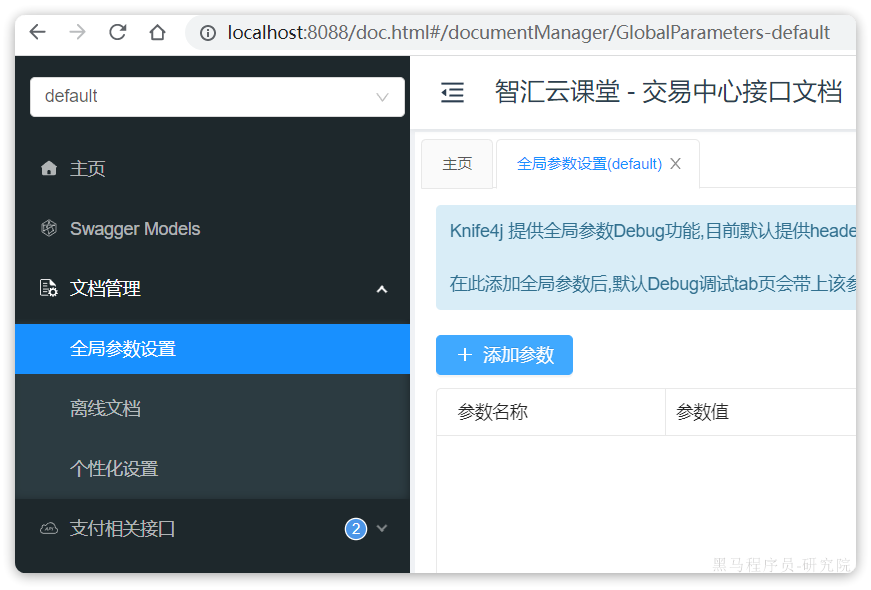 localhost:8088/doc.html#/documentManager/GlobalParameters-default
default
智汇云课堂 - 交易中心接口文档
主页
Swagger Models
文档管理
全局参数设置
离线文档
个性化设置
支付相关接口 2
主页 全局参数设置(default)
Knife4j 提供全局参数Debug功能,目前默认提供heade
在此添加全局参数后,默认Debug调试tab页会带上该参
添加参数
参数名称 参数值
黑马程序员-研究院